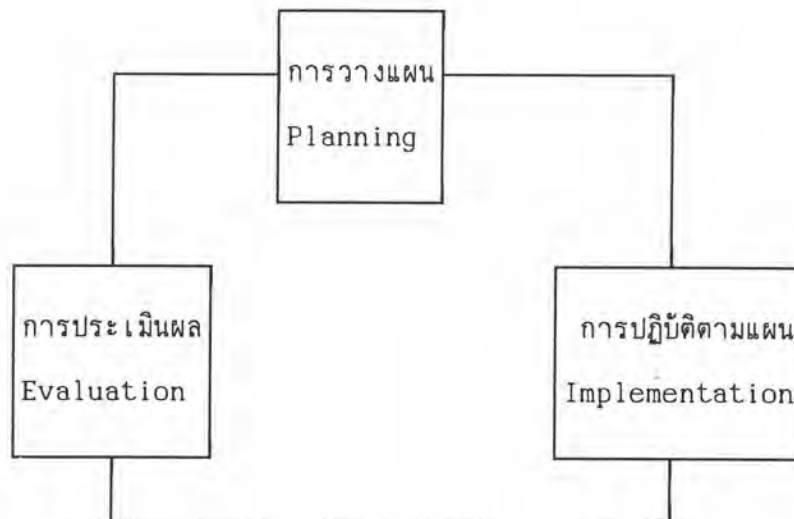 การวางแผน
Planning
การประเมินผล
Evaluation
การปฏิบัติตามแผน
Implementation